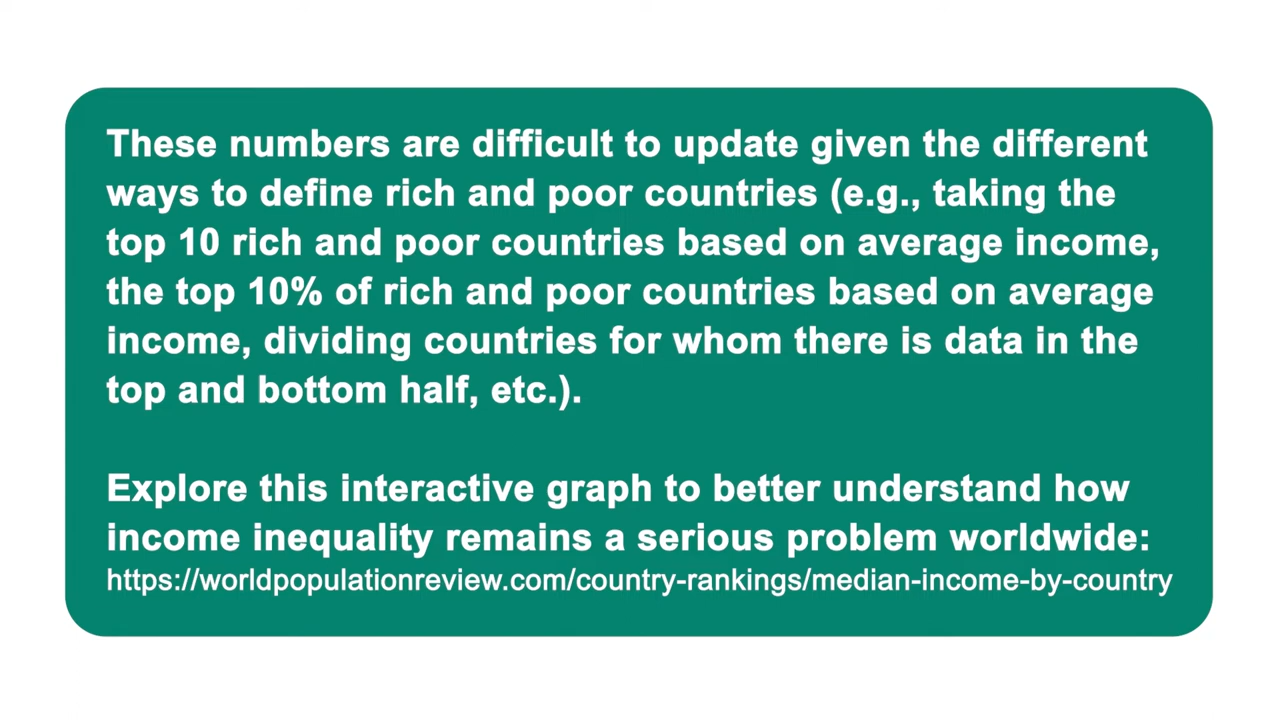 These numbers are difficult to update given the different
ways to define rich and poor countries (e.g., taking the
top 10 rich and poor countries based on average income,
the top 10% of rich and poor countries based on average
income, dividing countries for whom there is data in the
top and bottom half, etc.).
Explore this interactive graph to better understand how
income inequality remains a serious problem worldwide:
https://worldpopulationreview.com/country-rankings/median-income-by-country